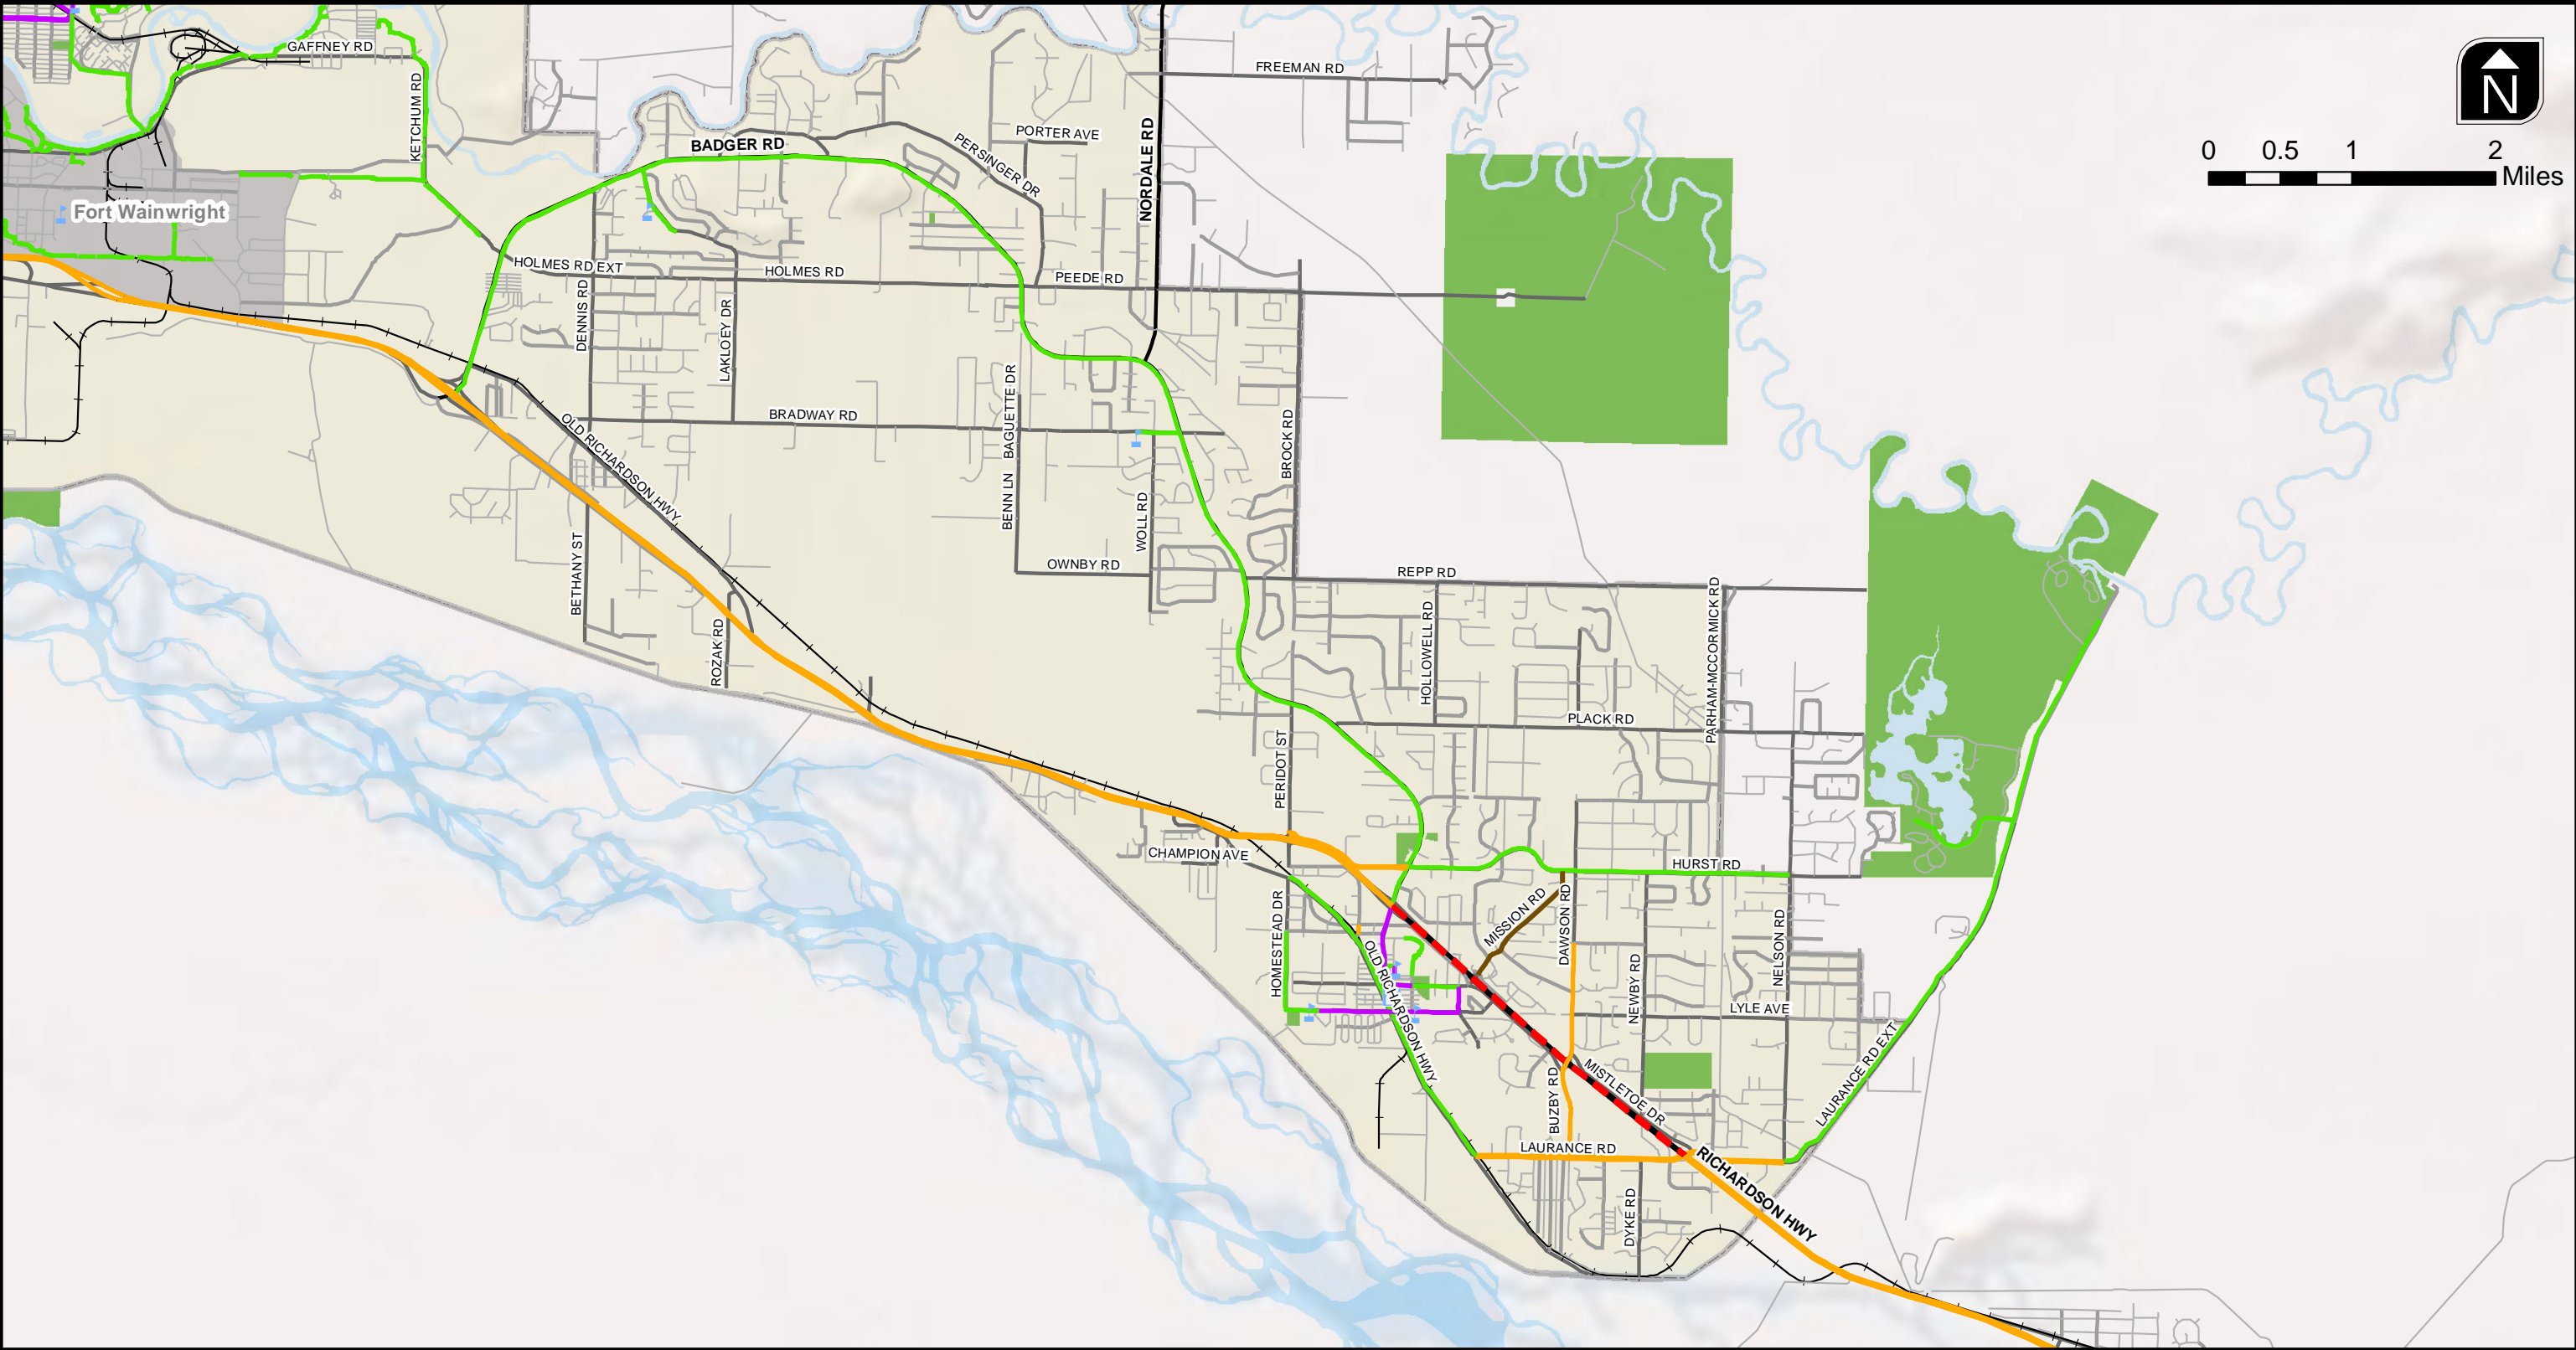 GAFFNEY RD
KETCHUM RD
Fort Wainwright
BADGER RD
PERSINGER DR
PORTER AVE
NORDALE RD
FREEMAN RD
N
0 0.5 1 2
Miles
HOLMES RD EXT
HOLMES RD
PEEDE RD
DENNIS RD
LAKLOEY DR
BRADWAY RD
OLD RICHARDSON HWY
BAGUETTE DR
BENN LN
WOLL RD
BROCK RD
BETHANY ST
OWNBY RD
REPP RD
ROZAK RD
HOLLOWELL RD
PARHAM-MCCORMICK RD
PLACK RD
PERIDOT ST
CHAMPION AVE
HURST RD
HOMESTEAD DR
OLD RICHARDSON HWY
MISSION RD
DAWSON RD
NEWBY RD
NELSON RD
LYLE AVE
LAURANCE RD EXT
BUZBY RD
MISTLETOE DR
LAURANCE RD
RICHARDSON HWY
DYKE RD